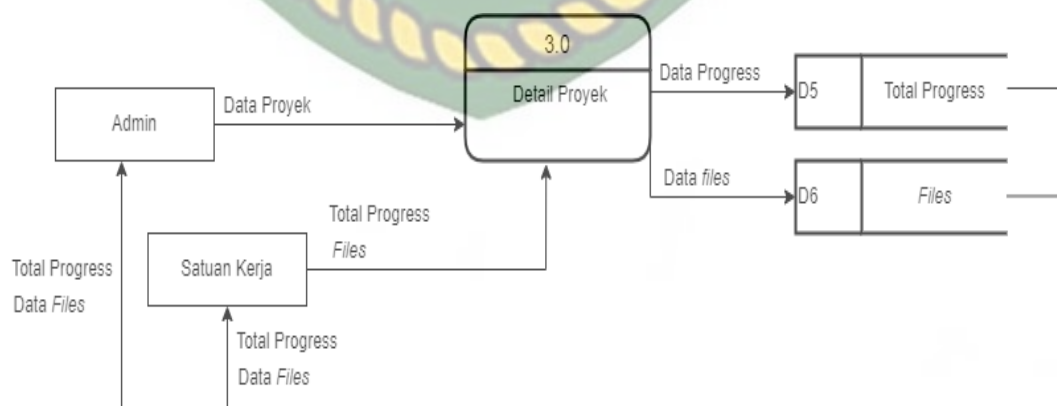 3.0
Detail Proyek
Data Progress
D5
Total Progress
Admin
Data Proyek
Data files
D6
Files
Total Progress
Files
Satuan Kerja
Total Progress
Data Files
Total Progress
Data Files